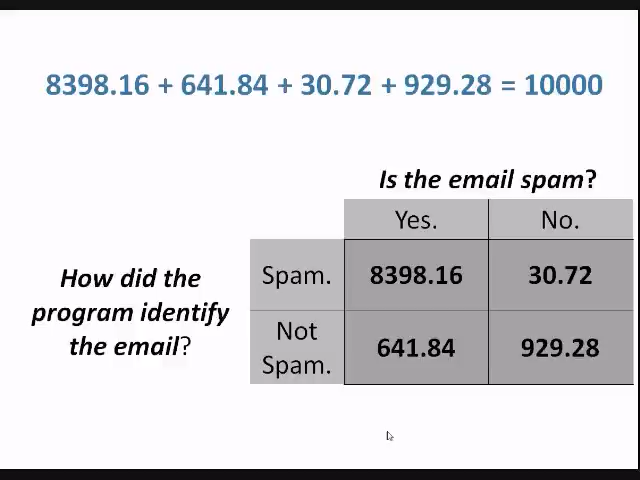 8398.16 + 641.84 + 30.72 + 929.28 = 10000
Is the email spam?
Yes. No.
How did the
program identify
the email?
Spam. 8398.16 30.72
Not
Spam. 641.84 929.28